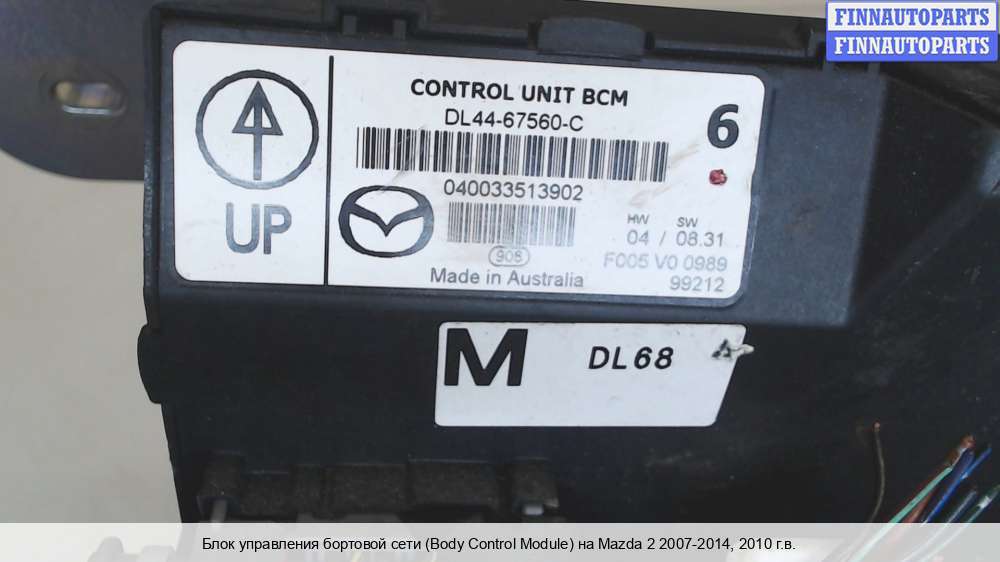 FINNAUTOPARTS
FINNAUTOPARTS
CONTROL UNIT BCM
DL44-67560-C
6
040033513902
UP
HW SW
04 / 08.31
F005 V0 0989
99212
908
Made in Australia
M DL68
Блок управления бортовой сети (Body Control Module) на Mazda 2 2007-2014, 2010 г.в.